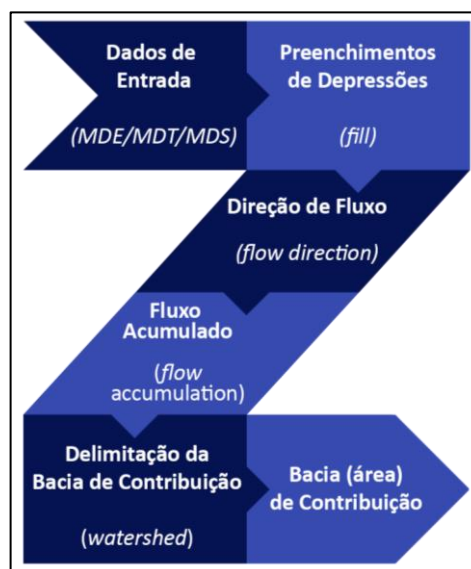 Dados de
Entrada
(MDE/MDT/MDS)
Preenchimentos
de Depressões
(fill)
Direção de Fluxo
(flow direction)
Fluxo
Acumulado
(flow
accumulation)
Delimitação da
Bacia de Contribuição
(watershed)
Bacia (área)
de Contribuição